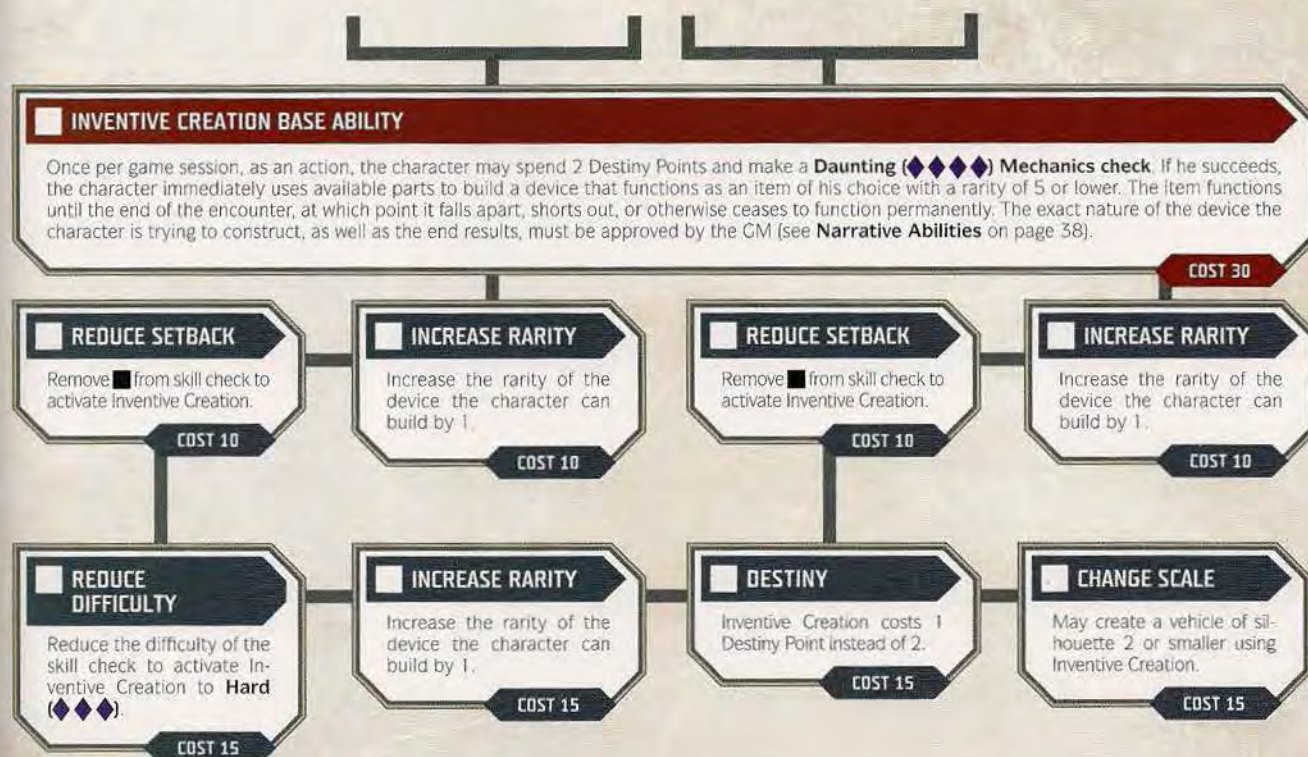 INVENTIVE CREATION BASE ABILITY
Once per game session, as an action, the character may spend 2 Destiny Points and make a Daunting (◆◆◆◆) Mechanics check. If he succeeds,
the character immediately uses available parts to build a device that functions as an item of his choice with a rarity of 5 or lower. The item functions
until the end of the encounter, at which point it falls apart, shorts out, or otherwise ceases to function permanently. The exact nature of the device the
character is trying to construct, as well as the end results, must be approved by the GM (see Narrative Abilities on page 38).
COST 30
REDUCE SETBACK
Remove ■ from skill check to
activate Inventive Creation.
COST 10
INCREASE RARITY
Increase the rarity of the
device the character can
build by 1.
COST 10
REDUCE SETBACK
Remove ■ from skill check to
activate Inventive Creation.
COST 10
INCREASE RARITY
Increase the rarity of the
device the character can
build by 1.
COST 10
REDUCE
DIFFICULTY
Reduce the difficulty of the
skill check to activate In-
ventive Creation to Hard
(◆◆◆).
COST 15
INCREASE RARITY
Increase the rarity of the
device the character can
build by 1.
COST 15
DESTINY
Inventive Creation costs 1
Destiny Point instead of 2.
COST 15
CHANGE SCALE
May create a vehicle of sil-
houette 2 or smaller using
Inventive Creation.
COST 15